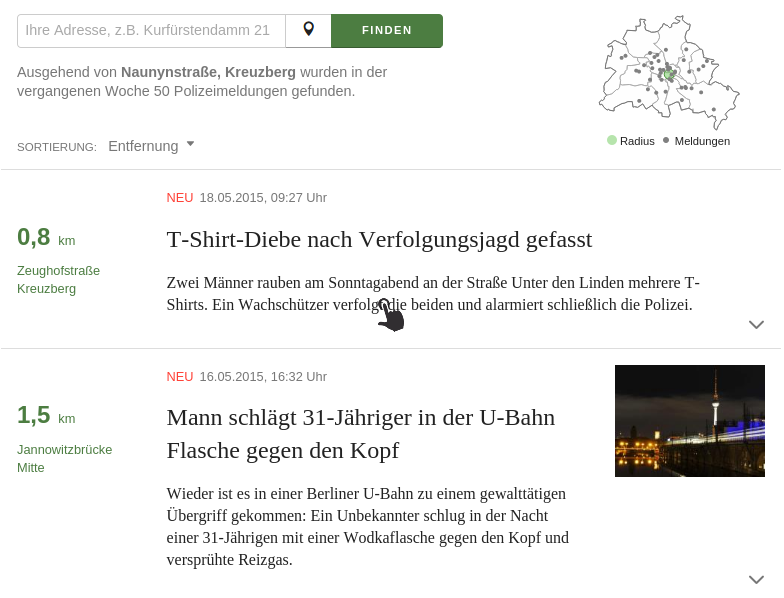 Ihre Adresse, z.B. Kurfürstendamm 21
FINDEN
Ausgehend von Naunynstraße, Kreuzberg wurden in der
vergangenen Woche 50 Polizeimeldungen gefunden.
SORTIERUNG: Entfernung
Radius Meldungen
NEU 18.05.2015, 09:27 Uhr
0,8 km
Zeughofstraße
Kreuzberg
T-Shirt-Diebe nach Verfolgungsjagd gefasst
Zwei Männer rauben am Sonntagabend an der Straße Unter den Linden mehrere T-
Shirts. Ein Wachschützer verfolgt die beiden und alarmiert schließlich die Polizei.
NEU 16.05.2015, 16:32 Uhr
1,5 km
Jannowitzbrücke
Mitte
Mann schlägt 31-Jähriger in der U-Bahn
Flasche gegen den Kopf
Wieder ist es in einer Berliner U-Bahn zu einem gewalttätigen
Übergriff gekommen: Ein Unbekannter schlug in der Nacht
einer 31-Jährigen mit einer Wodkaflasche gegen den Kopf und
versprühte Reizgas.